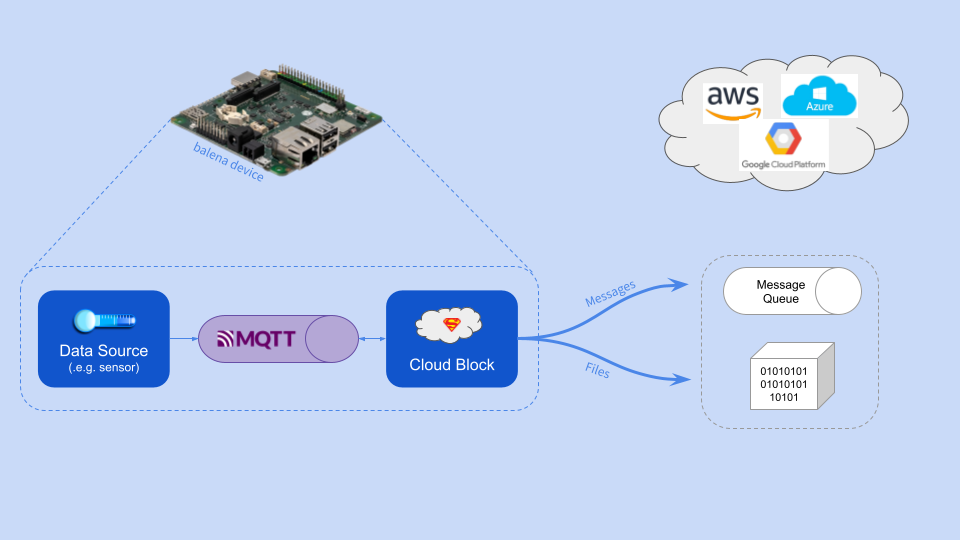 balena device
aws
Azure
Google Cloud Platform
Data Source
(.e.g. sensor)
MQTT
Cloud Block
Messages
Files
Message
Queue
01010101
01010101
10101